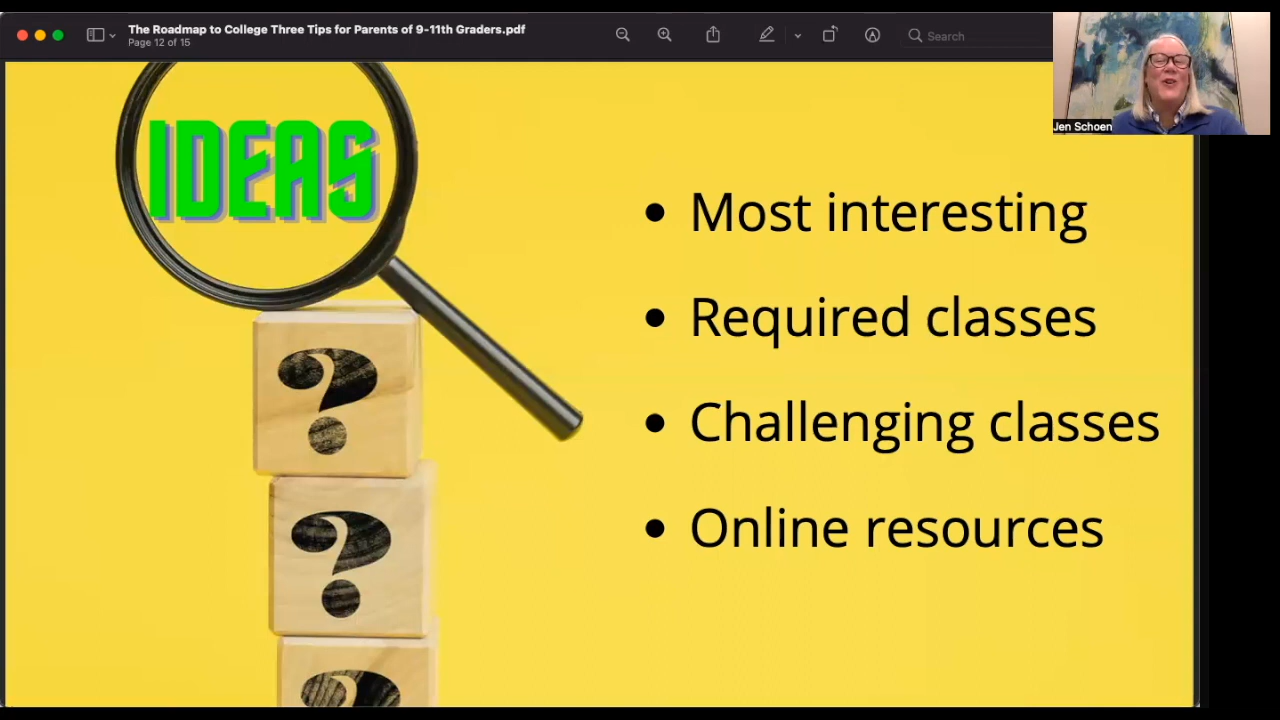 The Roadmap to College Three Tips for Parents of 9-11th Graders.pdf
Page 12 of 15
Search
Jen Schoen
IDEAS
• Most interesting
• Required classes
• Challenging classes
• Online resources
?
?
?